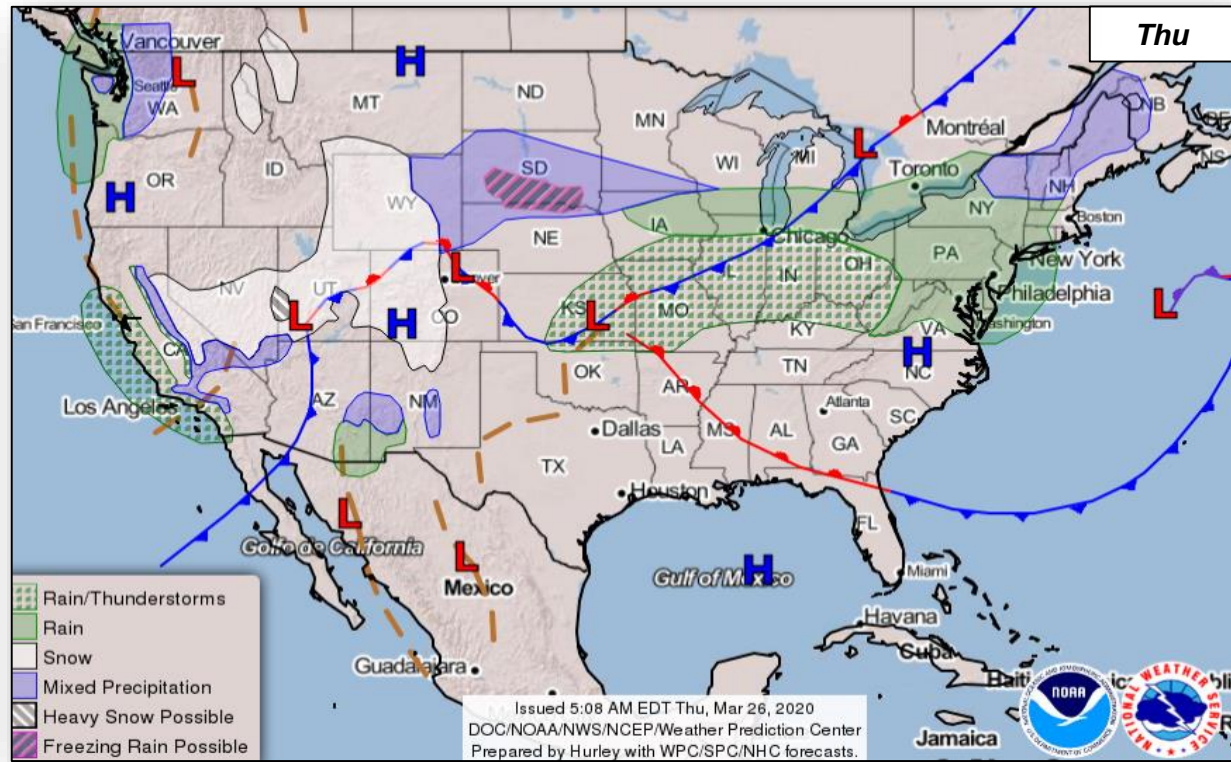 Thu
Vancouver
Seattle
WA
MT
ND
MN
Montréal
NB
NS
OR
ID
SD
WI
MI
Toronto
NH
WY
IA
NY
Boston
NE
Chicago
PA
New York
NV
UT
IN
OH
Philadelphia
San Francisco
CO
KS
MO
VA
Washington
CA
KY
OK
TN
NC
Los Angeles
AZ
NM
AR
Atlanta
SC
Dallas
MS
AL
GA
TX
LA
Houston
FL
Golfo de California
Gulf of Mexico
Miami
Mexico
Havana
Cuba
Guadalajara
Jamaica
H
L
L
H
L
L
H
L
L
H
L
L
H
Rain/Thunderstorms
Rain
Snow
Mixed Precipitation
Heavy Snow Possible
Freezing Rain Possible
Issued 5:08 AM EDT Thu, Mar 26, 2020
DOC/NOAA/NWS/NCEP/Weather Prediction Center
Prepared by Hurley with WPC/SPC/NHC forecasts.
NOAA
NATIONAL WEATHER SERVICE